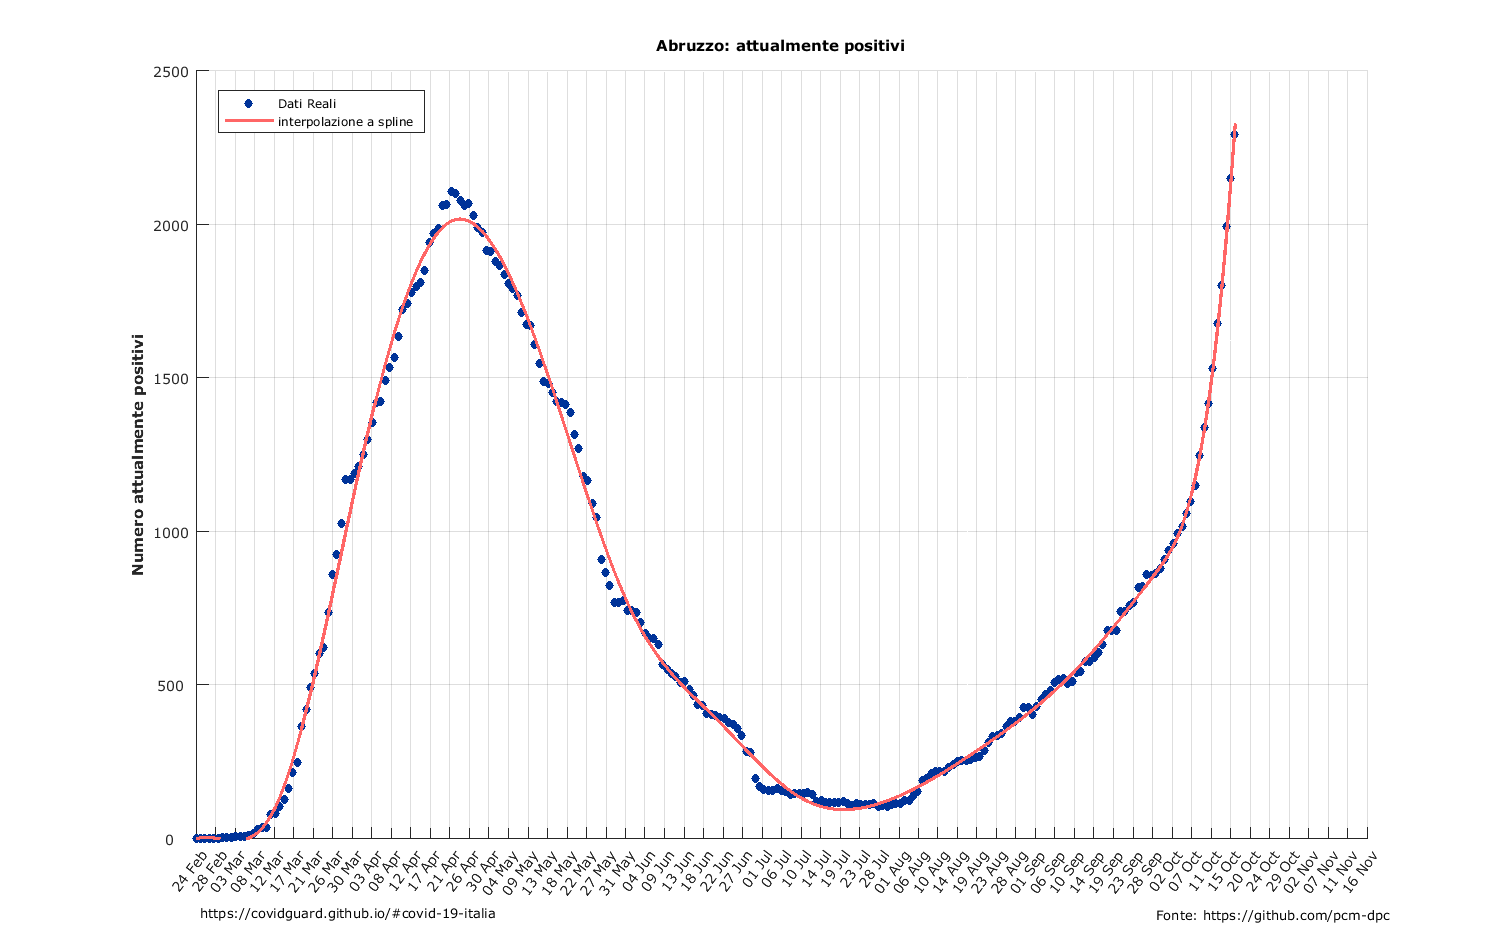 Abruzzo: attualmente positivi
Dati Reali
interpolazione a spline
Numero attualmente positivi
2500
2000
1500
1000
500
0
24 Feb
28 Feb
03 Mar
08 Mar
12 Mar
17 Mar
21 Mar
26 Mar
30 Mar
03 Apr
08 Apr
12 Apr
17 Apr
21 Apr
26 Apr
30 Apr
04 May
09 May
13 May
18 May
22 May
27 May
31 May
04 Jun
09 Jun
13 Jun
18 Jun
22 Jun
27 Jun
01 Jul
06 Jul
10 Jul
14 Jul
19 Jul
23 Jul
28 Jul
01 Aug
06 Aug
10 Aug
14 Aug
19 Aug
23 Aug
28 Aug
01 Sep
06 Sep
10 Sep
14 Sep
19 Sep
23 Sep
28 Sep
02 Oct
07 Oct
11 Oct
15 Oct
20 Oct
24 Oct
29 Oct
02 Nov
07 Nov
11 Nov
16 Nov
https://covidguard.github.io/#covid-19-italia
Fonte: https://github.com/pcm-dpc